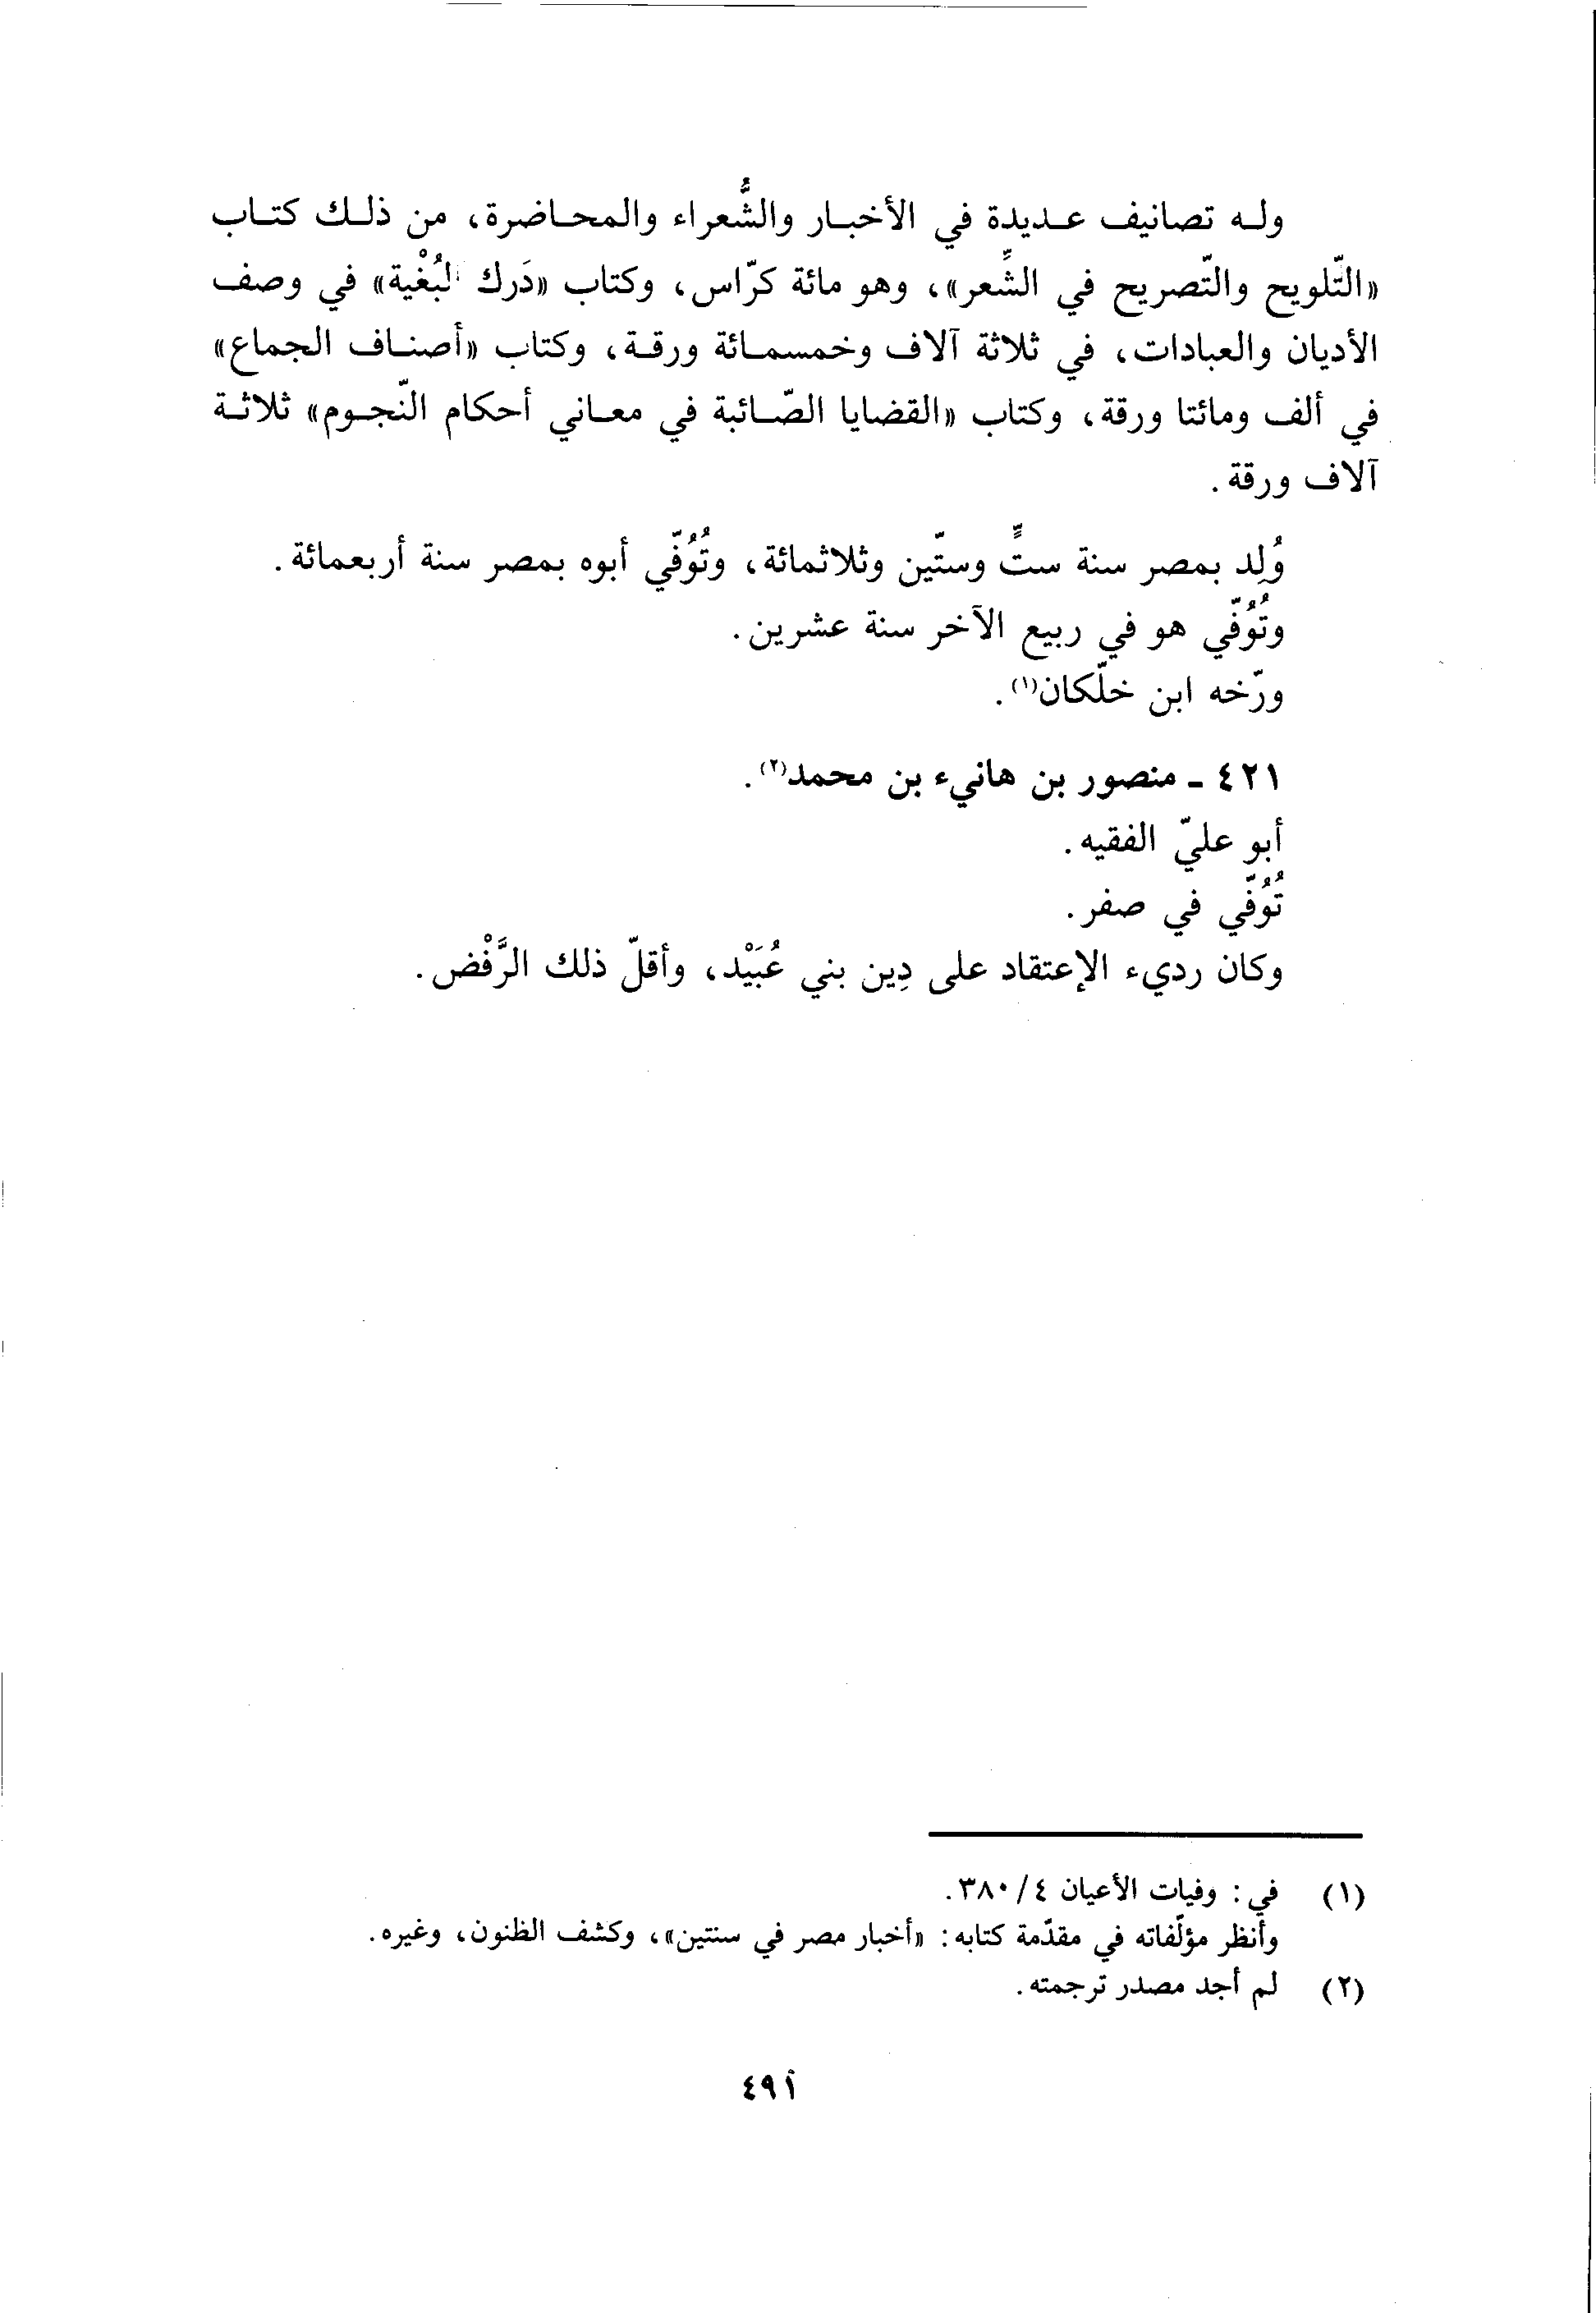 وله تصانيف عديدة في الأخبار والشُّعراء والمحاضرة، من ذلك كتاب
«التّلويح والتّصريح في الشِّعر»، وهو مائة كرّاس، وكتاب «دَرك البُغْية» في وصف
الأديان والعبادات، في ثلاثة آلاف وخمسمائة ورقة، وكتاب «أصناف الجماع»
في ألف ومائتا ورقة، وكتاب «القضايا الصّائبة في معاني أحكام النّجوم» ثلاثة
آلاف ورقة.
وُلِد بمصر سنة ستٍّ وستّين وثلاثمائة، وتُوُفّي أبوه بمصر سنة أربعمائة.
وتُوُفّي هو في ربيع الآخر سنة عشرين.
ورّخه ابن خلّكان(١).
٤٢١ - منصور بن هانيء بن محمد(٢).
أبو عليّ الفقيه.
تُوُفّي في صفر.
وكان رديء الإعتقاد على دِين بني عُبَيْد، وأقلّ ذلك الرَّفْض.
(١) في: وفيات الأعيان ٤/ ٣٨٠.
وأنظر مؤلّفاته في مقدّمة كتابه: «أخبار مصر في سنتين»، وكشف الظنون، وغيره.
(٢) لم أجد مصدر ترجمته.
٤٩١